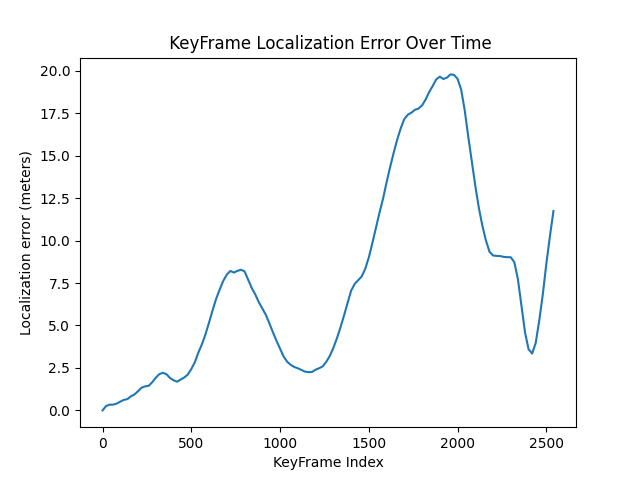 KeyFrame Localization Error Over Time
Localization error (meters)
20.0
17.5
15.0
12.5
10.0
7.5
5.0
2.5
0.0
0 500 1000 1500 2000 2500
KeyFrame Index